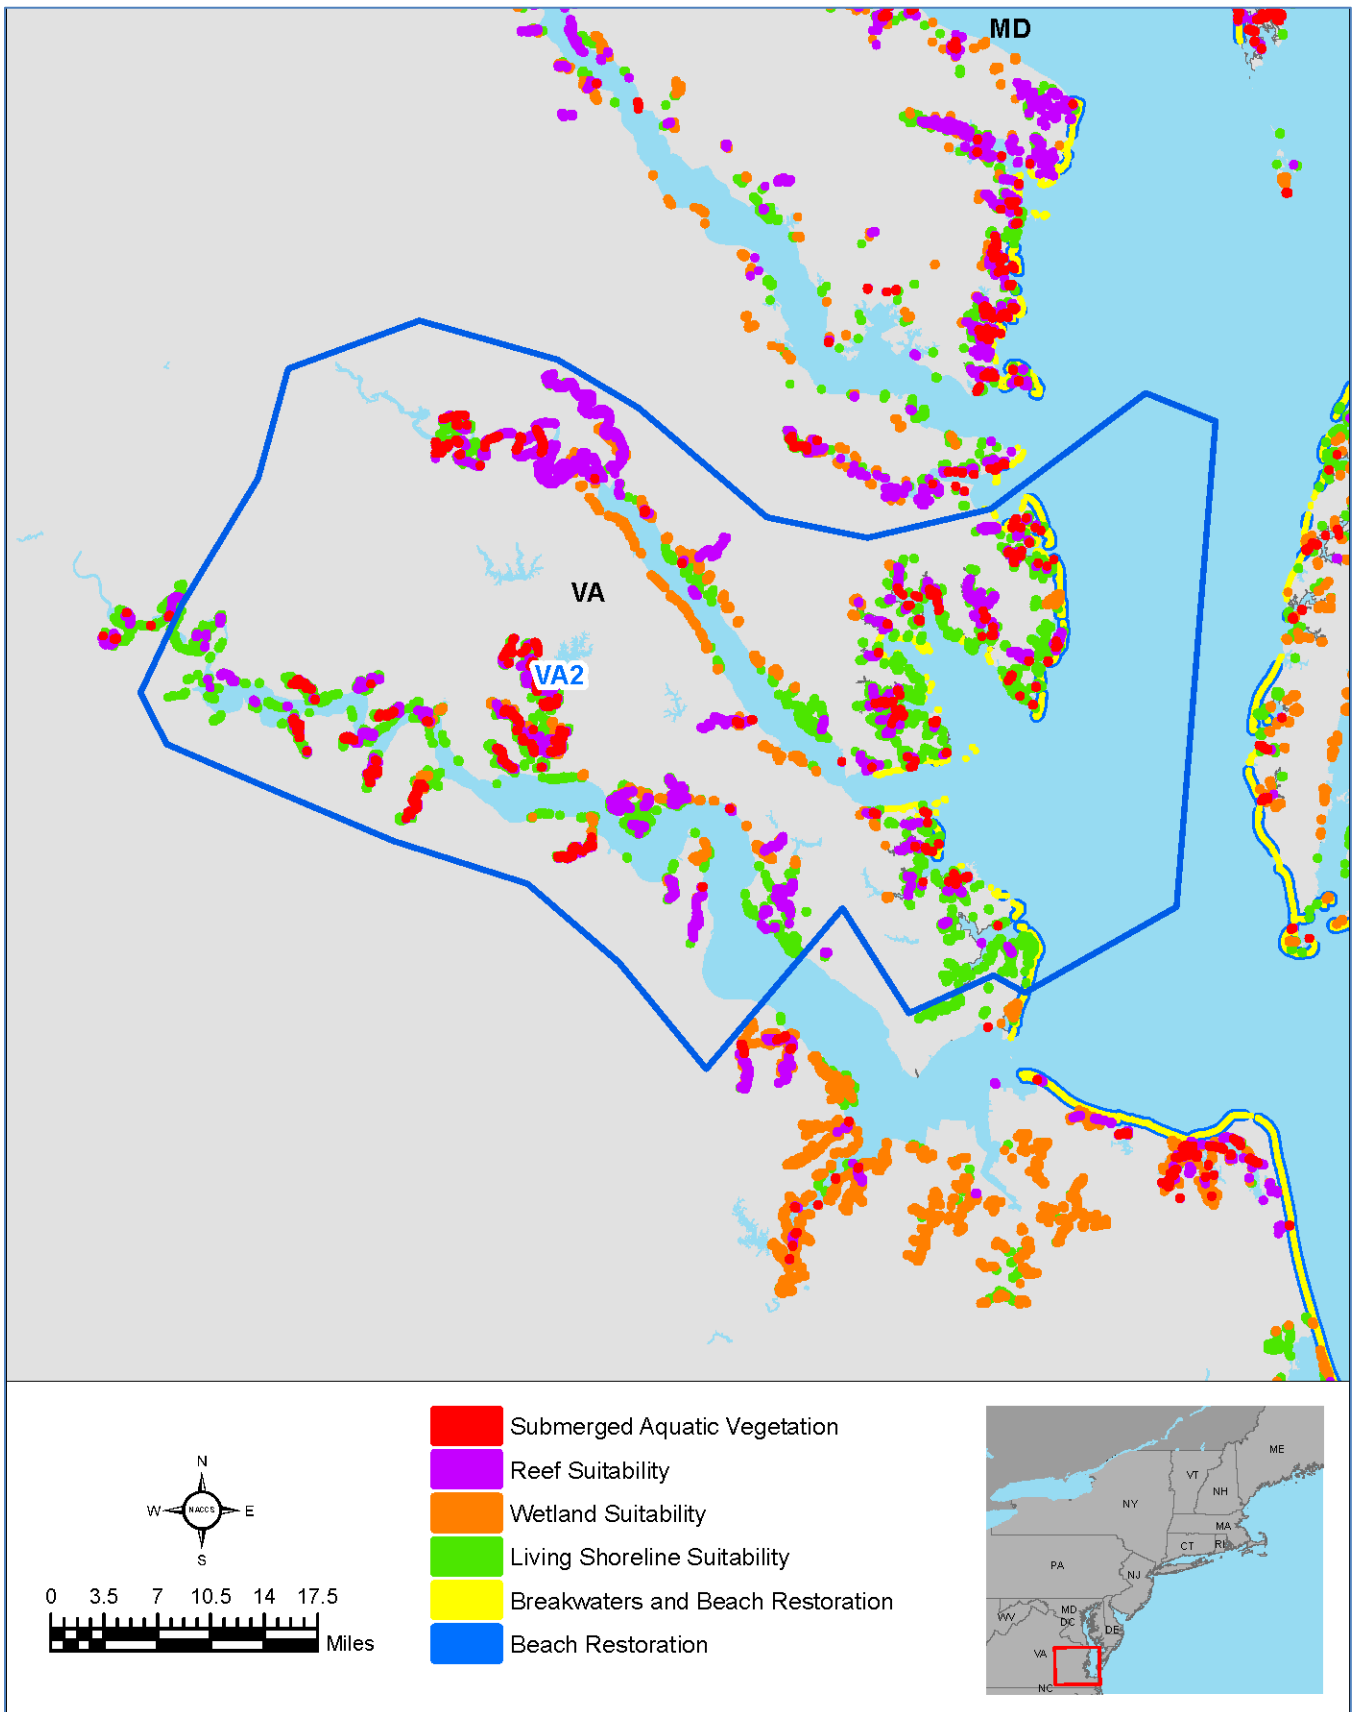 MD
VA
VA2
N
W NACCS E
S
0 3.5 7 10.5 14 17.5
Miles
Submerged Aquatic Vegetation
Reef Suitability
Wetland Suitability
Living Shoreline Suitability
Breakwaters and Beach Restoration
Beach Restoration
ME
VT
NH
NY
MA
CT RI
PA
NJ
MD
WV DC
DE
VA
NC